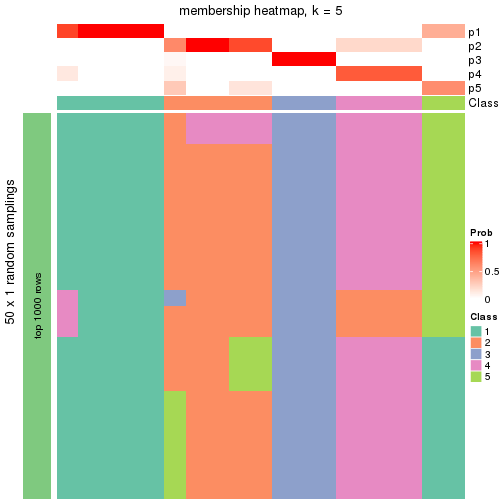 membership heatmap, k = 5
p1
p2
p3
p4
p5
Class
50 x 1 random samplings
top 1000 rows
Prob
1
0.5
0
Class
1
2
3
4
5